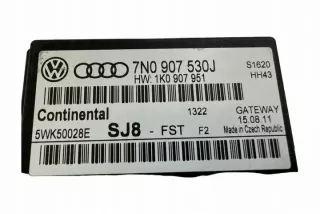 7N0 907 530J S1620
HW: 1K0 907 951 HH43
Continental 1322 GATEWAY
5WK50028E SJ8 - FST F2 15.08.11
Made in Czech Republic